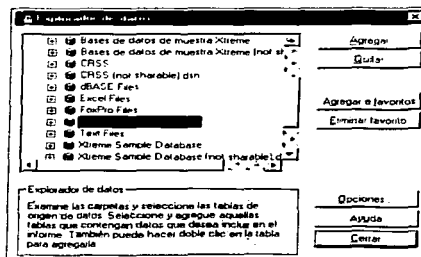 Explorador de datos
Bases de datos de muestra Xtreme
Bases de datos de muestra Xtreme (not sh
CRSS
CRSS (not sharable) dsn
dBASE Files
Excel Files
FoxPro Files
Text Files
Xtreme Sample Database
Xtreme Sample Database (not sharable)
Agregar
Quitar
Agregar a favoritos
Eliminar favorito
Explorador de datos
Examine las carpetas y seleccione las tablas de
origen de datos. Seleccione y agregue aquellas
tablas que contengan datos que desea incluir en el
informe. También puede hacer doble clic en la tabla
para agregarla
Opciones
Ayuda
Cerrar